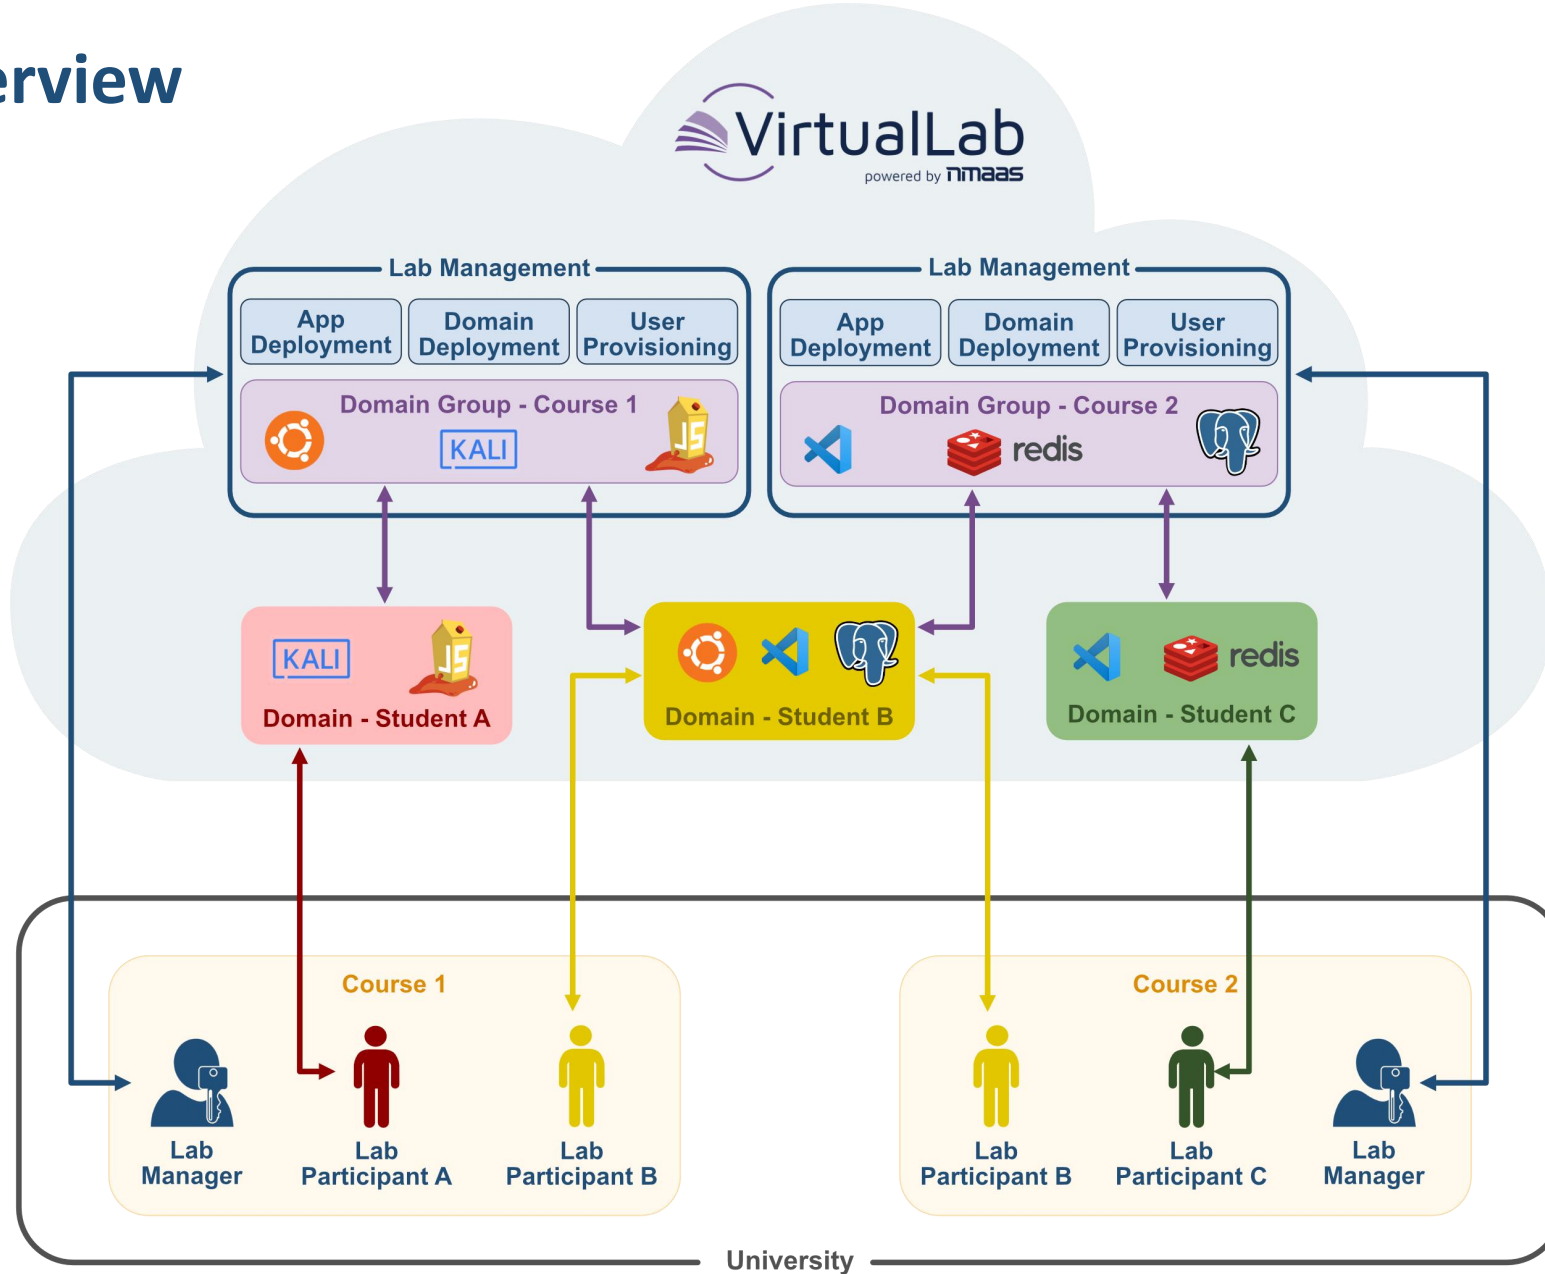 erview
VirtualLab
powered by nmaas
Lab Management
App
Deployment
Domain
Deployment
User
Provisioning
Domain Group - Course 1
KALI
JS
Lab Management
App
Deployment
Domain
Deployment
User
Provisioning
Domain Group - Course 2
redis
KALI
JS
Domain - Student A
Domain - Student B
redis
Domain - Student C
Course 1
Lab
Manager
Lab
Participant A
Lab
Participant B
Course 2
Lab
Participant B
Lab
Participant C
Lab
Manager
University